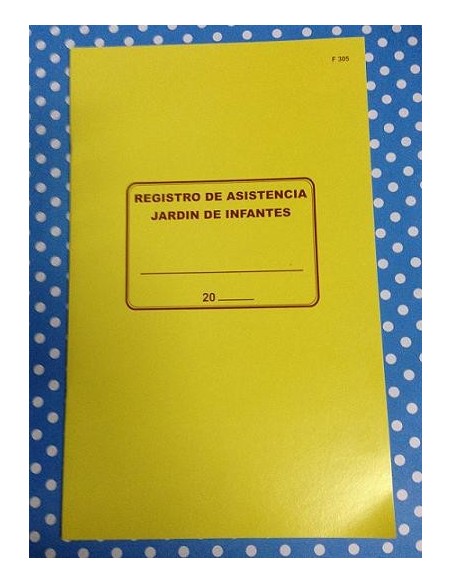 F 305
REGISTRO DE ASISTENCIA
JARDIN DE INFANTES
20